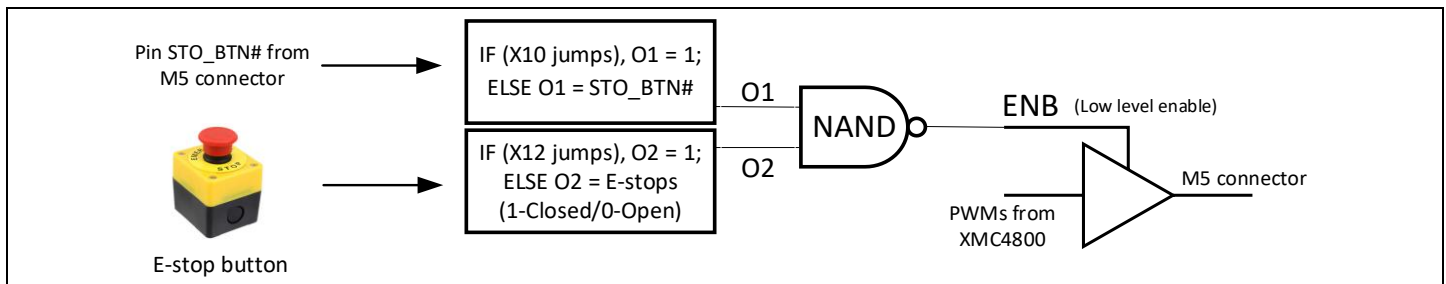 Pin STO_BTN# from
M5 connector
IF (X10 jumps), O1 = 1;
ELSE O1 = STO_BTN#
O1
NAND
ENB (Low level enable)
IF (X12 jumps), O2 = 1;
ELSE O2 = E-stops
(1-Closed/0-Open)
O2
M5 connector
PWMs from
XMC4800
STOP
E-stop button